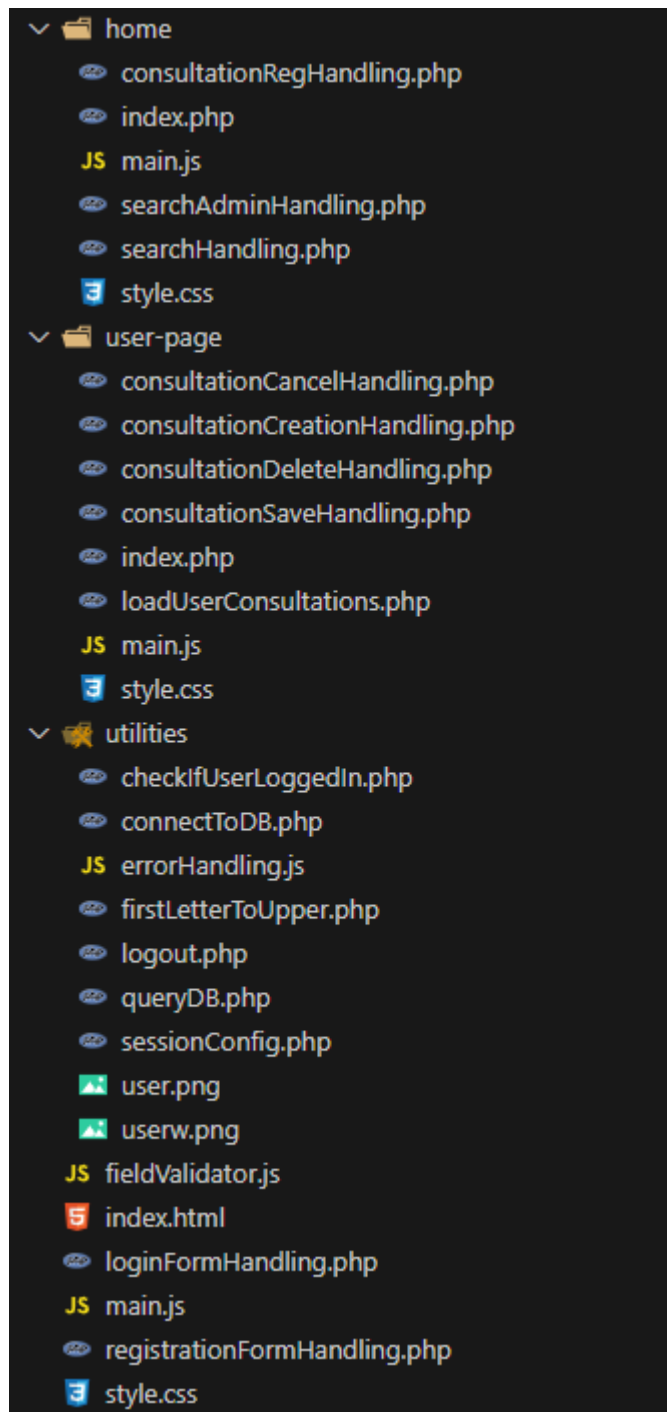 home
consultationRegHandling.php
index.php
JS main.js
searchAdminHandling.php
searchHandling.php
style.css
user-page
consultationCancelHandling.php
consultationCreationHandling.php
consultationDeleteHandling.php
consultationSaveHandling.php
index.php
loadUserConsultations.php
JS main.js
style.css
utilities
checkIfUserLoggedIn.php
connectToDB.php
JS errorHandling.js
firstLetterToUpper.php
logout.php
queryDB.php
sessionConfig.php
user.png
userw.png
JS fieldValidator.js
index.html
loginFormHandling.php
JS main.js
registrationFormHandling.php
style.css